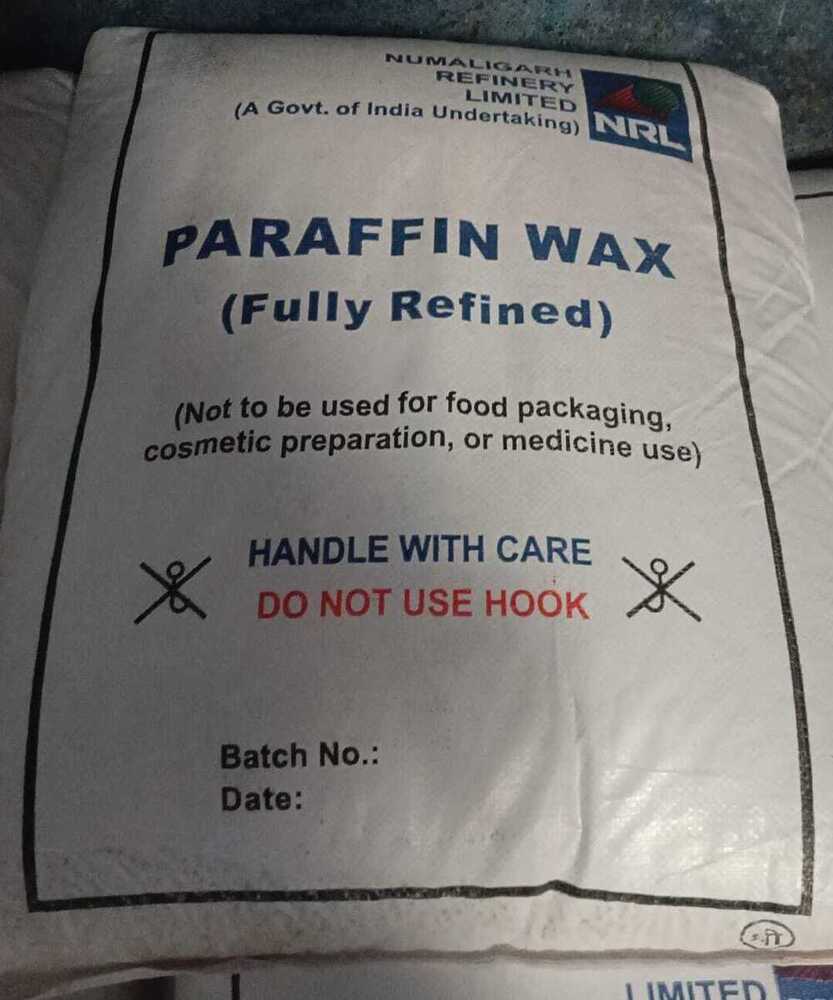 NUMALIGARH
REFINERY
LIMITED
(A Govt. of India Undertaking)
NRL
PARAFFIN WAX
(Fully Refined)
(Not to be used for food packaging,
cosmetic preparation, or medicine use)
HANDLE WITH CARE
DO NOT USE HOOK
Batch No.:
Date:
LIMITED